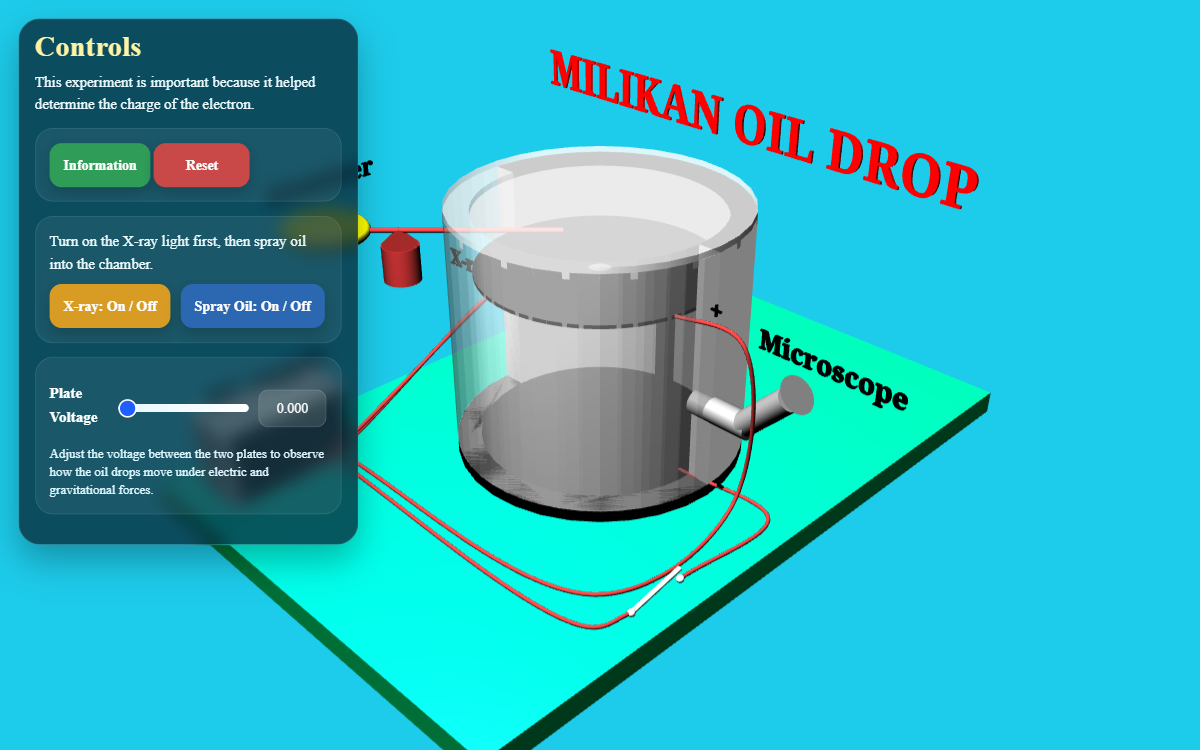 Controls
This experiment is important because it helped
determine the charge of the electron.
Information
Reset
Turn on the X-ray light first, then spray oil
into the chamber.
X-ray: On / Off
Spray Oil: On / Off
Plate
Voltage
0.000
Adjust the voltage between the two plates to observe
how the oil drops move under electric and
gravitational forces.
MILIKAN OIL DROP
+
Microscope